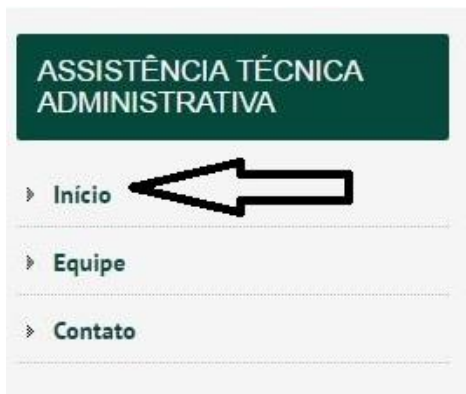 ASSISTÊNCIA TÉCNICA
ADMINISTRATIVA
Início
Equipe
Contato